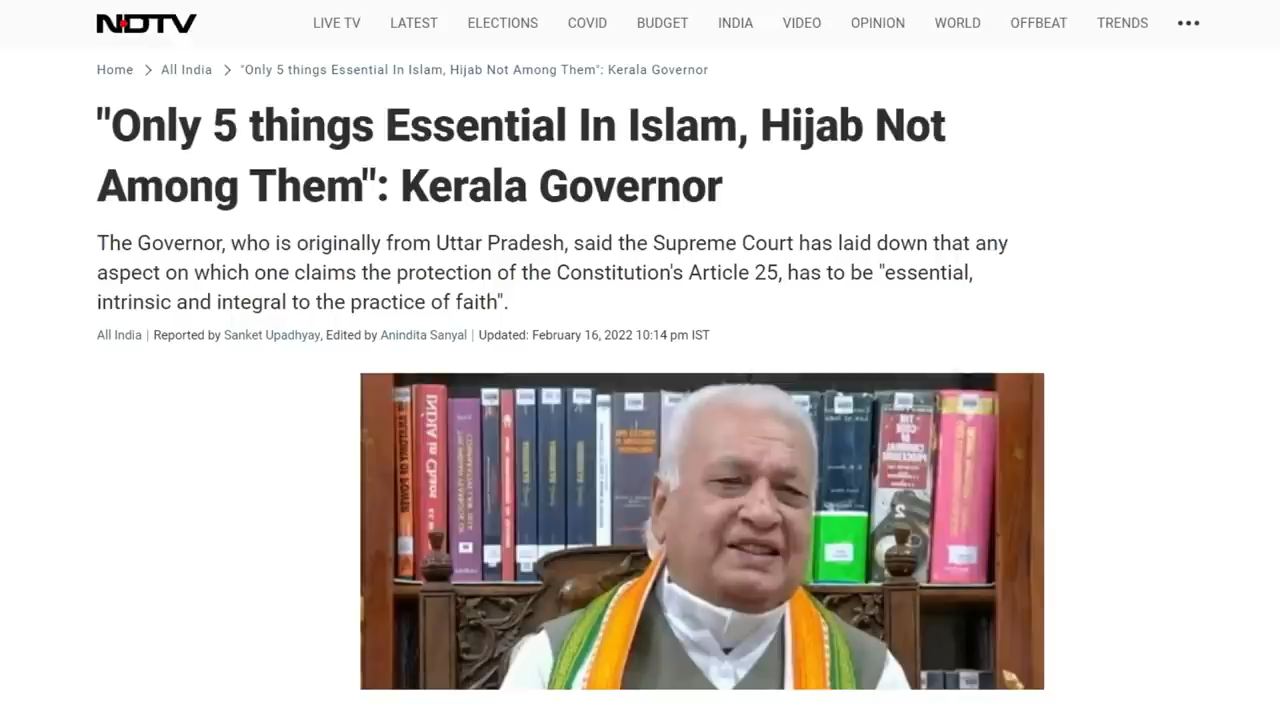 NDTV
LIVE TV LATEST ELECTIONS COVID BUDGET INDIA VIDEO OPINION WORLD OFFBEAT TRENDS
Home All India "Only 5 things Essential In Islam, Hijab Not Among Them": Kerala Governor
"Only 5 things Essential In Islam, Hijab Not
Among Them": Kerala Governor
The Governor, who is originally from Uttar Pradesh, said the Supreme Court has laid down that any
aspect on which one claims the protection of the Constitution's Article 25, has to be "essential,
intrinsic and integral to the practice of faith".
All India | Reported by Sanket Upadhyay, Edited by Anindita Sanyal | Updated: February 16, 2022 10:14 pm IST
INDIA in Chaos
2